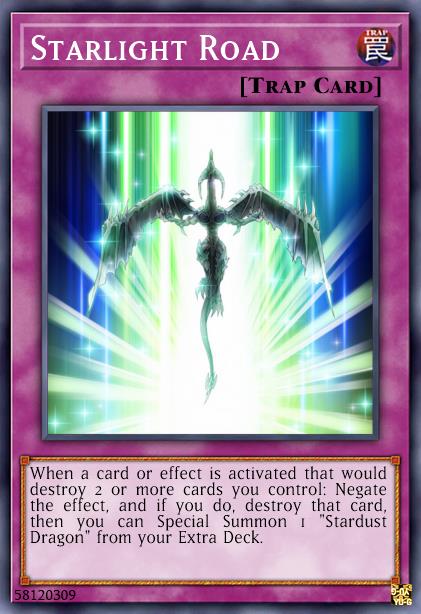 Starlight Road
TRAP
罠
[Trap Card]
When a card or effect is activated that would
destroy 2 or more cards you control: Negate
the effect, and if you do, destroy that card,
then you can Special Summon 1 "Stardust
Dragon" from your Extra Deck.
58120309